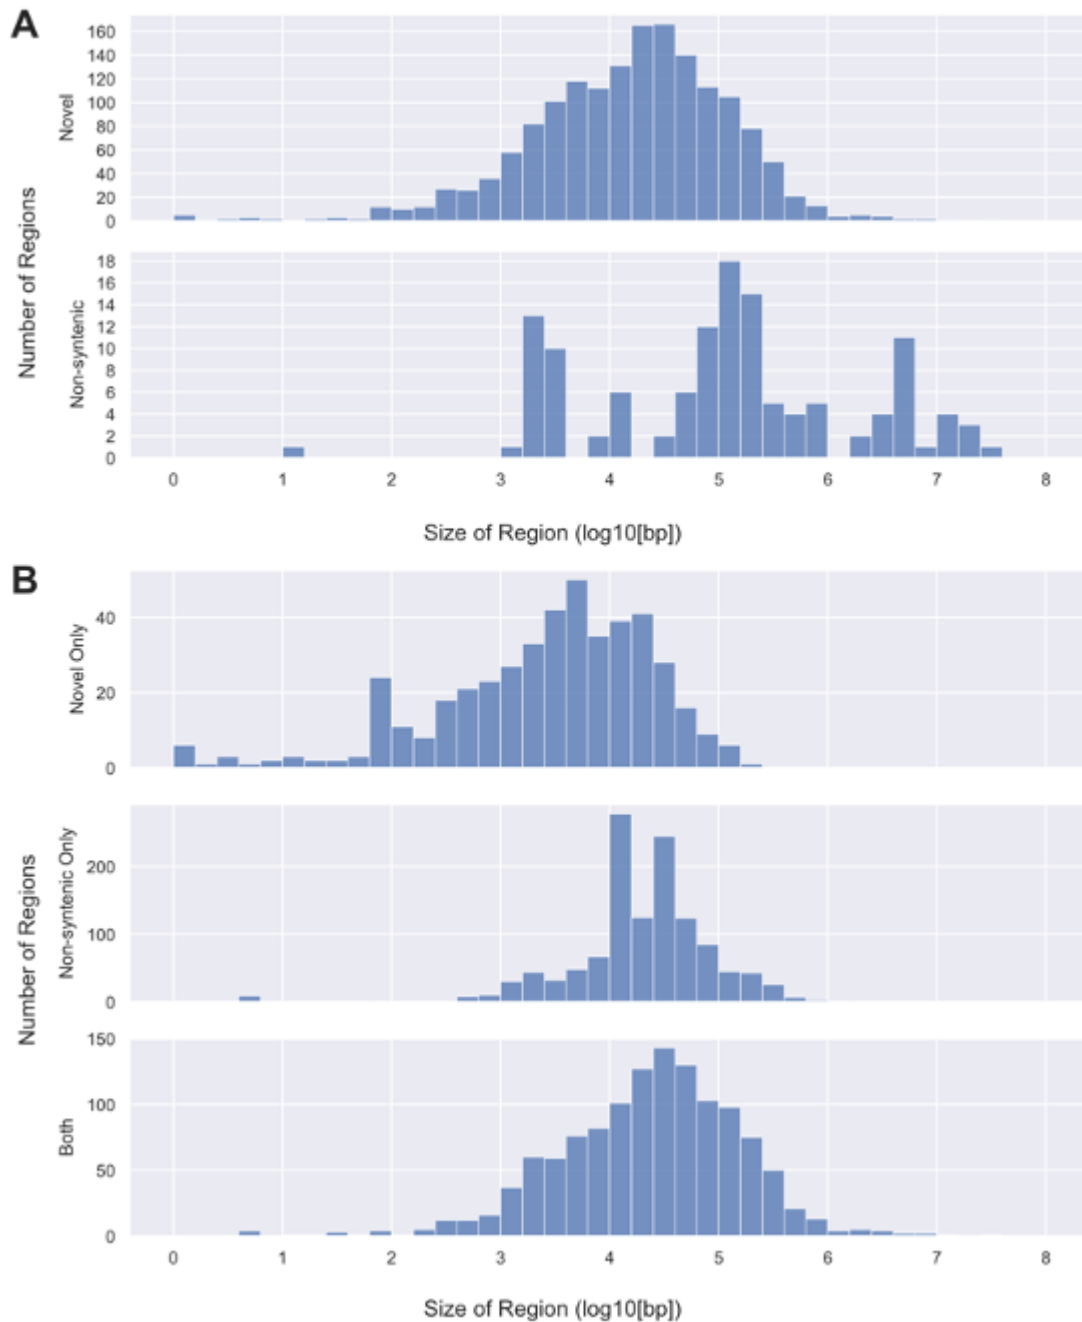 A
Number of Regions
Novel
160
140
120
100
80
60
40
20
0
Non-syntenic
18
16
14
12
10
8
6
4
2
0
0 1 2 3 4 5 6 7 8
Size of Region (log10[bp])
B
Number of Regions
Novel Only
40
20
0
Non-syntenic Only
200
100
0
Both
150
100
50
0
0 1 2 3 4 5 6 7 8
Size of Region (log10[bp])